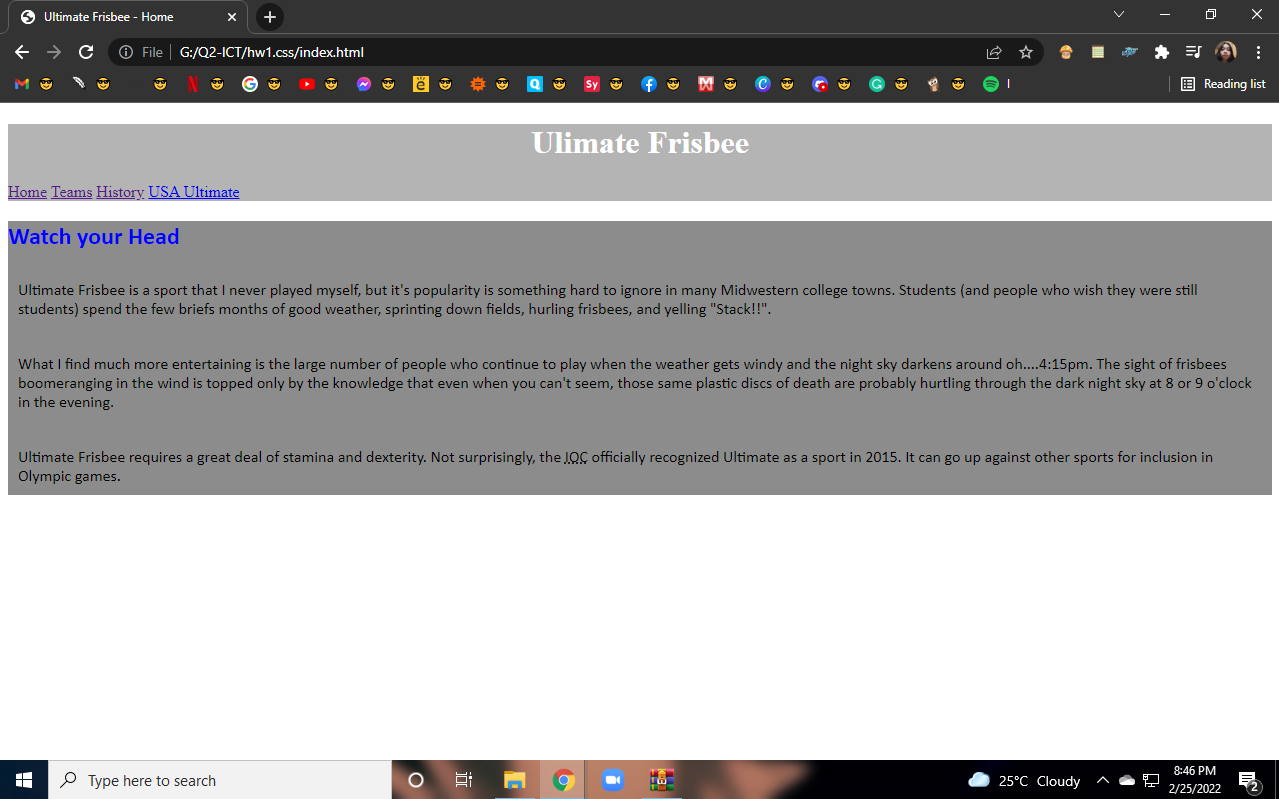 Ultimate Frisbee - Home
File
G:/Q2-ICT/hw1.css/index.html
Sy
I
Reading list
Ulimate Frisbee
Home Teams History USA Ultimate
Watch your Head
Ultimate Frisbee is a sport that I never played myself, but it's popularity is something hard to ignore in many Midwestern college towns. Students (and people who wish they were still
students) spend the few briefs months of good weather, sprinting down fields, hurling frisbees, and yelling "Stack!!".
What I find much more entertaining is the large number of people who continue to play when the weather gets windy and the night sky darkens around oh....4:15pm. The sight of frisbees
boomeranging in the wind is topped only by the knowledge that even when you can't seem, those same plastic discs of death are probably hurtling through the dark night sky at 8 or 9 o'clock
in the evening.
Ultimate Frisbee requires a great deal of stamina and dexterity. Not surprisingly, the IOC officially recognized Ultimate as a sport in 2015. It can go up against other sports for inclusion in
Olympic games.
Type here to search
25°C Cloudy
8:46 PM
2/25/2022
2